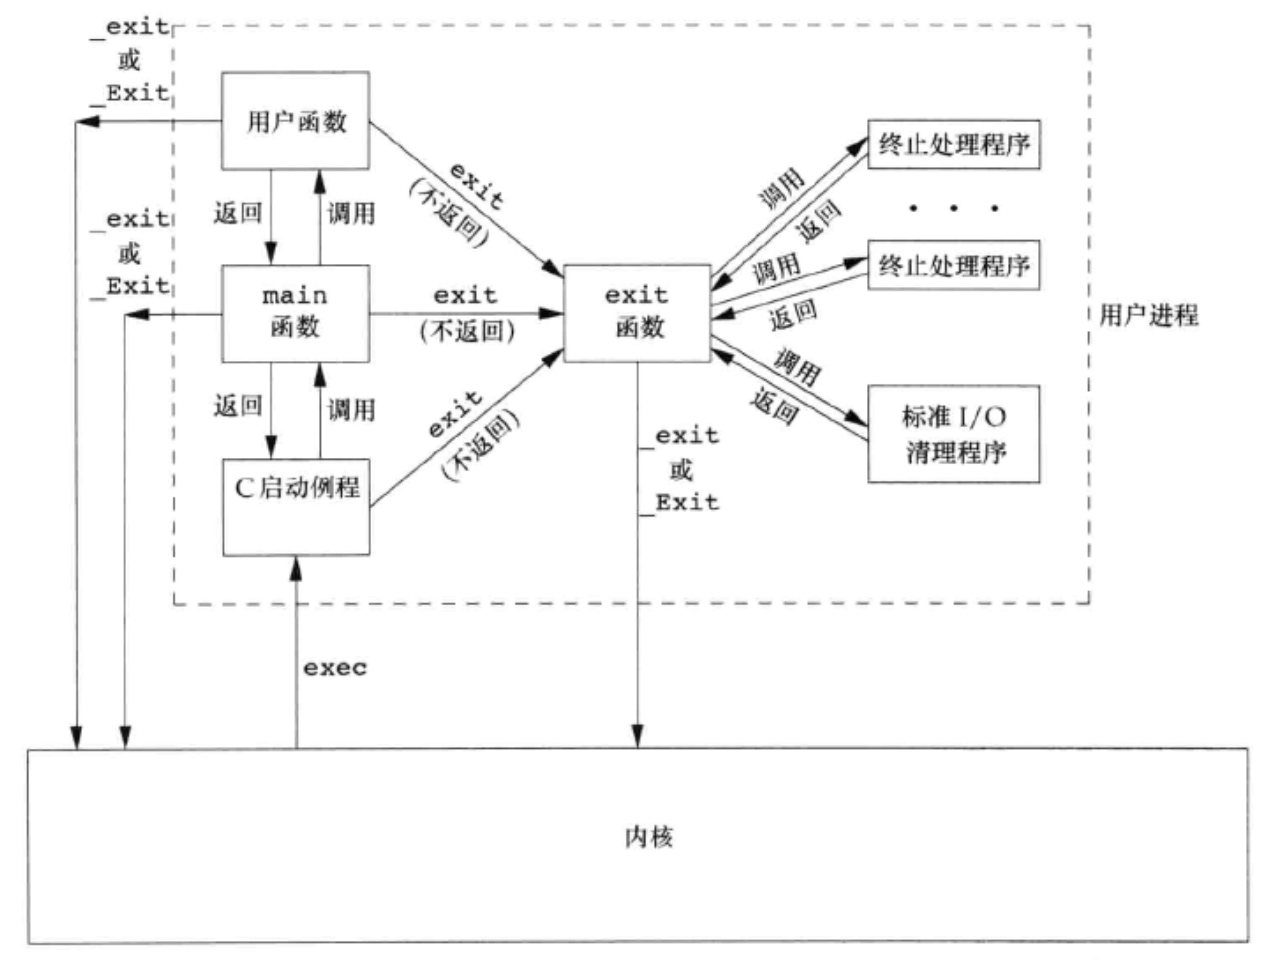 _exit
或
_Exit
用户函数
终止处理程序
exit
(不返回)
调用
返回
· · ·
_exit
或
_Exit
返回
调用
main
函数
exit
(不返回)
exit
函数
调用
返回
终止处理程序
用户进程
返回
调用
exit
(不返回)
调用
返回
标准 I/O
清理程序
C启动例程
_exit
或
_Exit
exec
内核